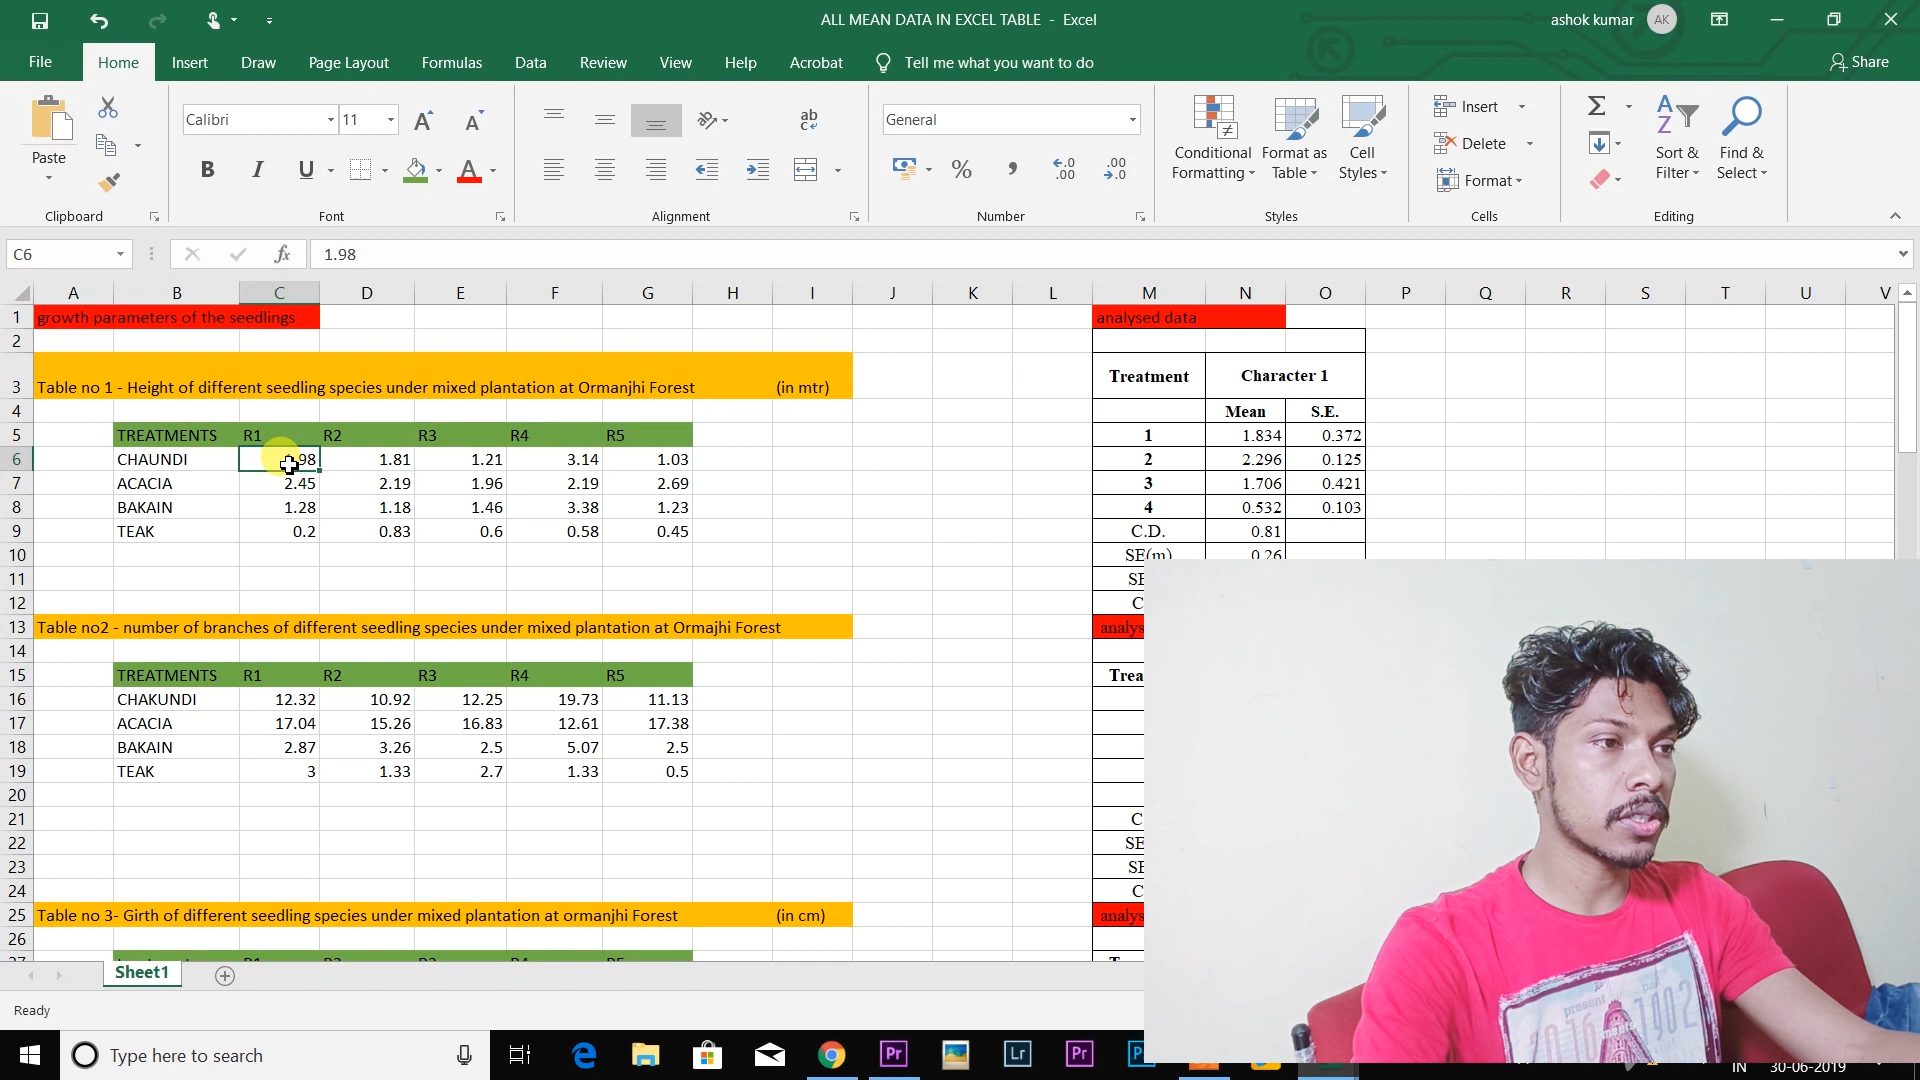 ALL MEAN DATA IN EXCEL TABLE - Excel
ashok kumar AK
File Home Insert Draw Page Layout Formulas Data Review View Help Acrobat Tell me what you want to do Share
Paste
Clipboard
Calibri 11
B I U A
Font
ab
Alignment
General
% , .00
Number
Conditional Formatting
Format as Table
Cell Styles
Styles
Insert
Delete
Format
Cells
Sort & Filter
Find & Select
Editing
C6 fx 1.98
A B C D E F G H I J K L M N O P Q R S T U V
1 growth parameters of the seedlings analysed data
2
3 Table no 1 - Height of different seedling species under mixed plantation at Ormanjhi Forest (in mtr) Treatment Character 1
4 Mean S.E.
5 TREATMENTS R1 R2 R3 R4 R5 1 1.834 0.372
6 CHAUNDI 1.81 1.21 3.14 1.03 2 2.296 0.125
7 ACACIA 2.45 2.19 1.96 2.19 2.69 3 1.706 0.421
8 BAKAIN 1.28 1.18 1.46 3.38 1.23 4 0.532 0.103
9 TEAK 0.2 0.83 0.6 0.58 0.45 C.D. 0.81
10 SE(m) 0.26
11 SE
12 C
13 Table no2 - number of branches of different seedling species under mixed plantation at Ormajhi Forest analys
14
15 TREATMENTS R1 R2 R3 R4 R5 Trea
16 CHAKUNDI 12.32 10.92 12.25 19.73 11.13
17 ACACIA 17.04 15.26 16.83 12.61 17.38
18 BAKAIN 2.87 3.26 2.5 5.07 2.5
19 TEAK 3 1.33 2.7 1.33 0.5
20
21 C
22 SE
23 SE
24 C
25 Table no 3- Girth of different seedling species under mixed plantation at ormanjhi Forest (in cm) analys
26
Sheet1
Ready
Type here to search
Pr Lr Pr
IN 30-06-2019